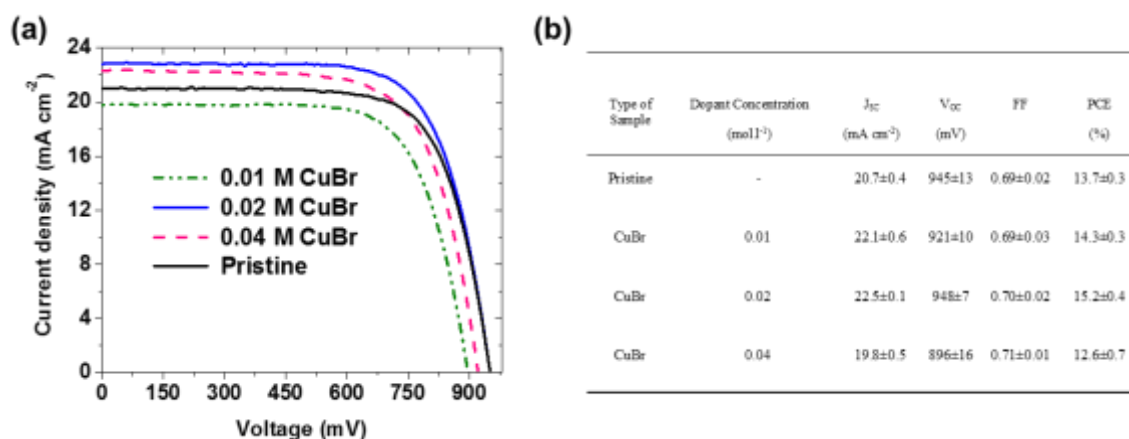 (a)
24
20
16
12
8
4
0
Current density (mA cm⁻²)
0.01 M CuBr
0.02 M CuBr
0.04 M CuBr
Pristine
0 150 300 450 600 750 900
Voltage (mV)
(b)
Type of Sample Dopant Concentration (mol l⁻¹) J_SC (mA cm⁻²) V_OC (mV) FF PCE (%)
Pristine - 20.7±0.4 945±13 0.69±0.02 13.7±0.3
CuBr 0.01 22.1±0.6 921±10 0.69±0.03 14.3±0.3
CuBr 0.02 22.5±0.1 948±7 0.70±0.02 15.2±0.4
CuBr 0.04 19.8±0.5 896±16 0.71±0.01 12.6±0.7